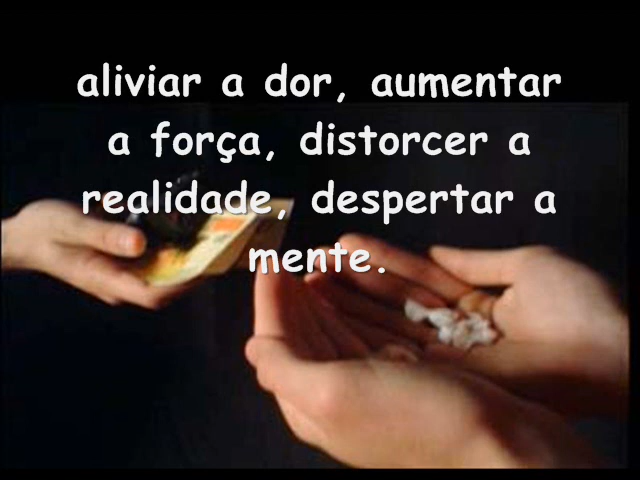 aliviar a dor, aumentar
a força, distorcer a
realidade, despertar a
mente.